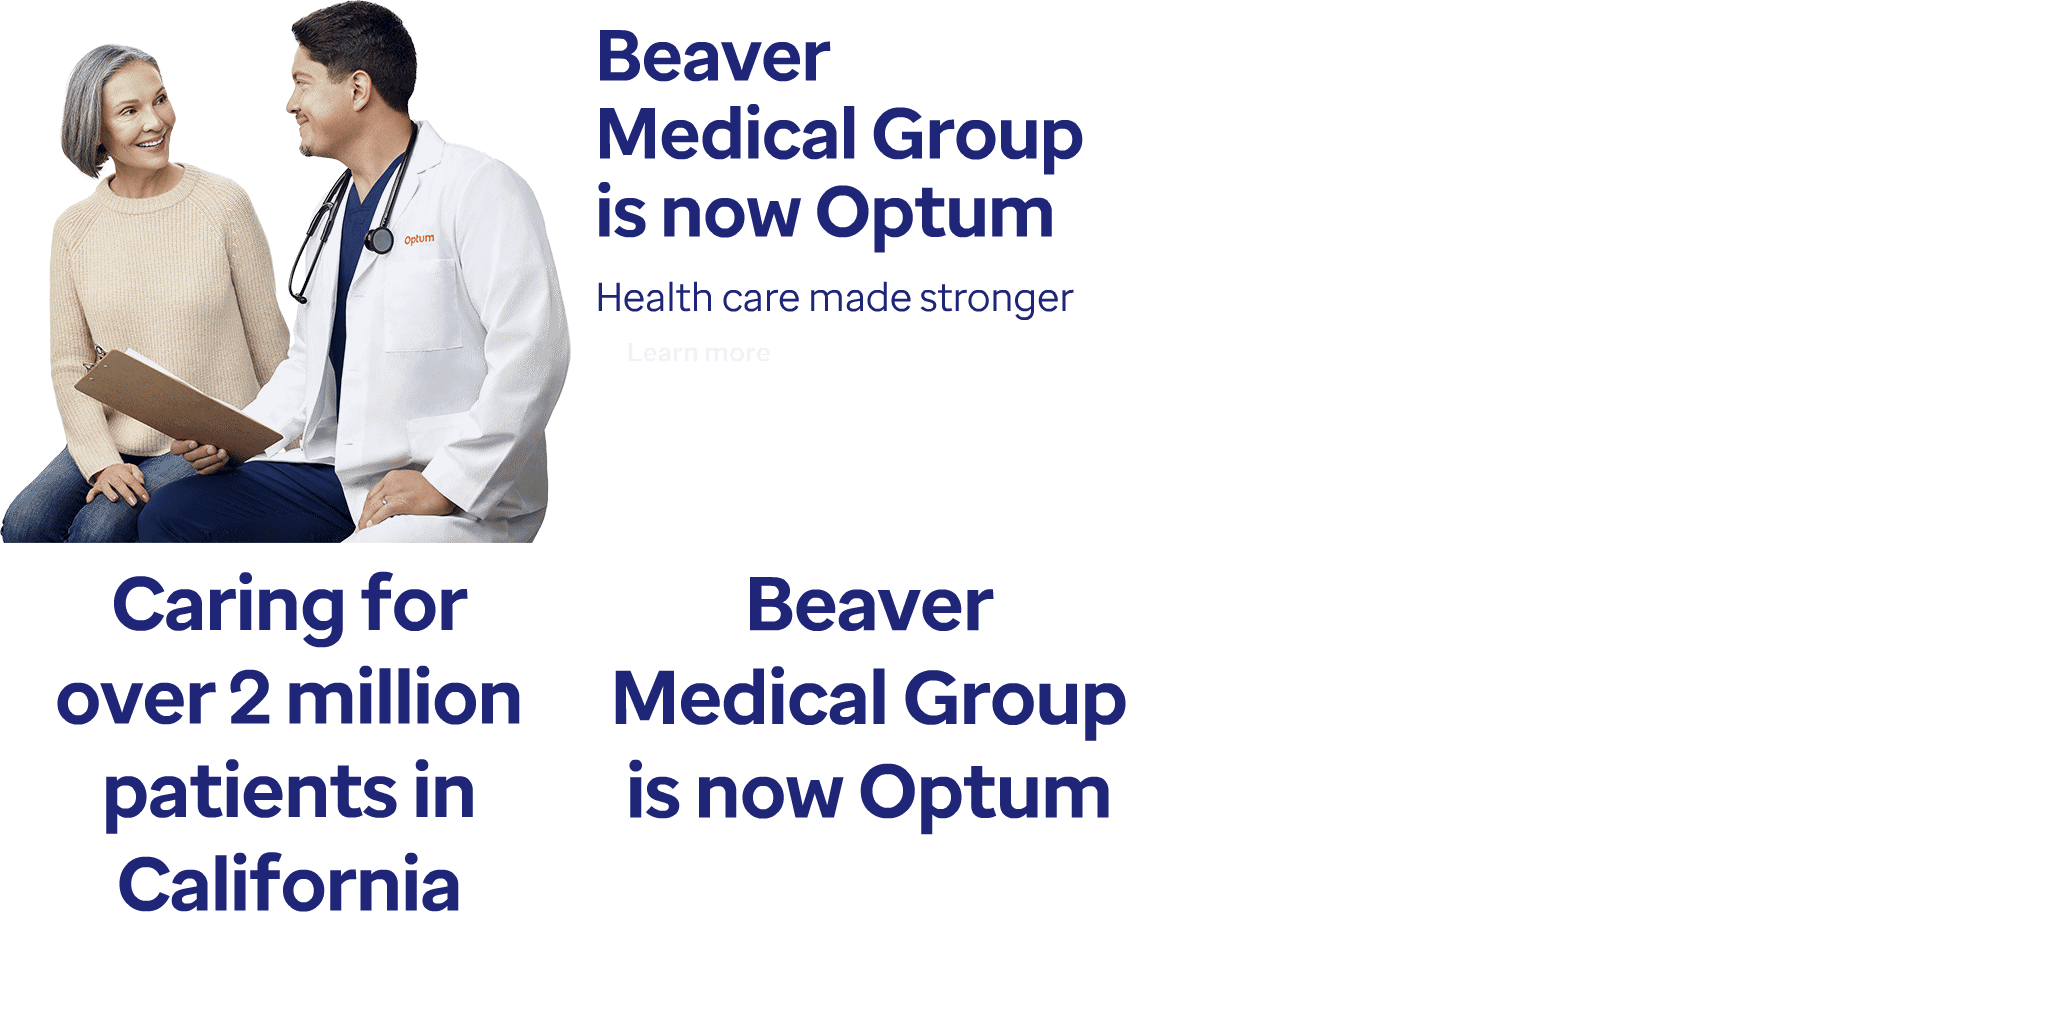 Beaver
Medical Group
is now Optum
Health care made stronger
Learn more
Optum
Caring for
over 2 million
patients in
California
Beaver
Medical Group
is now Optum